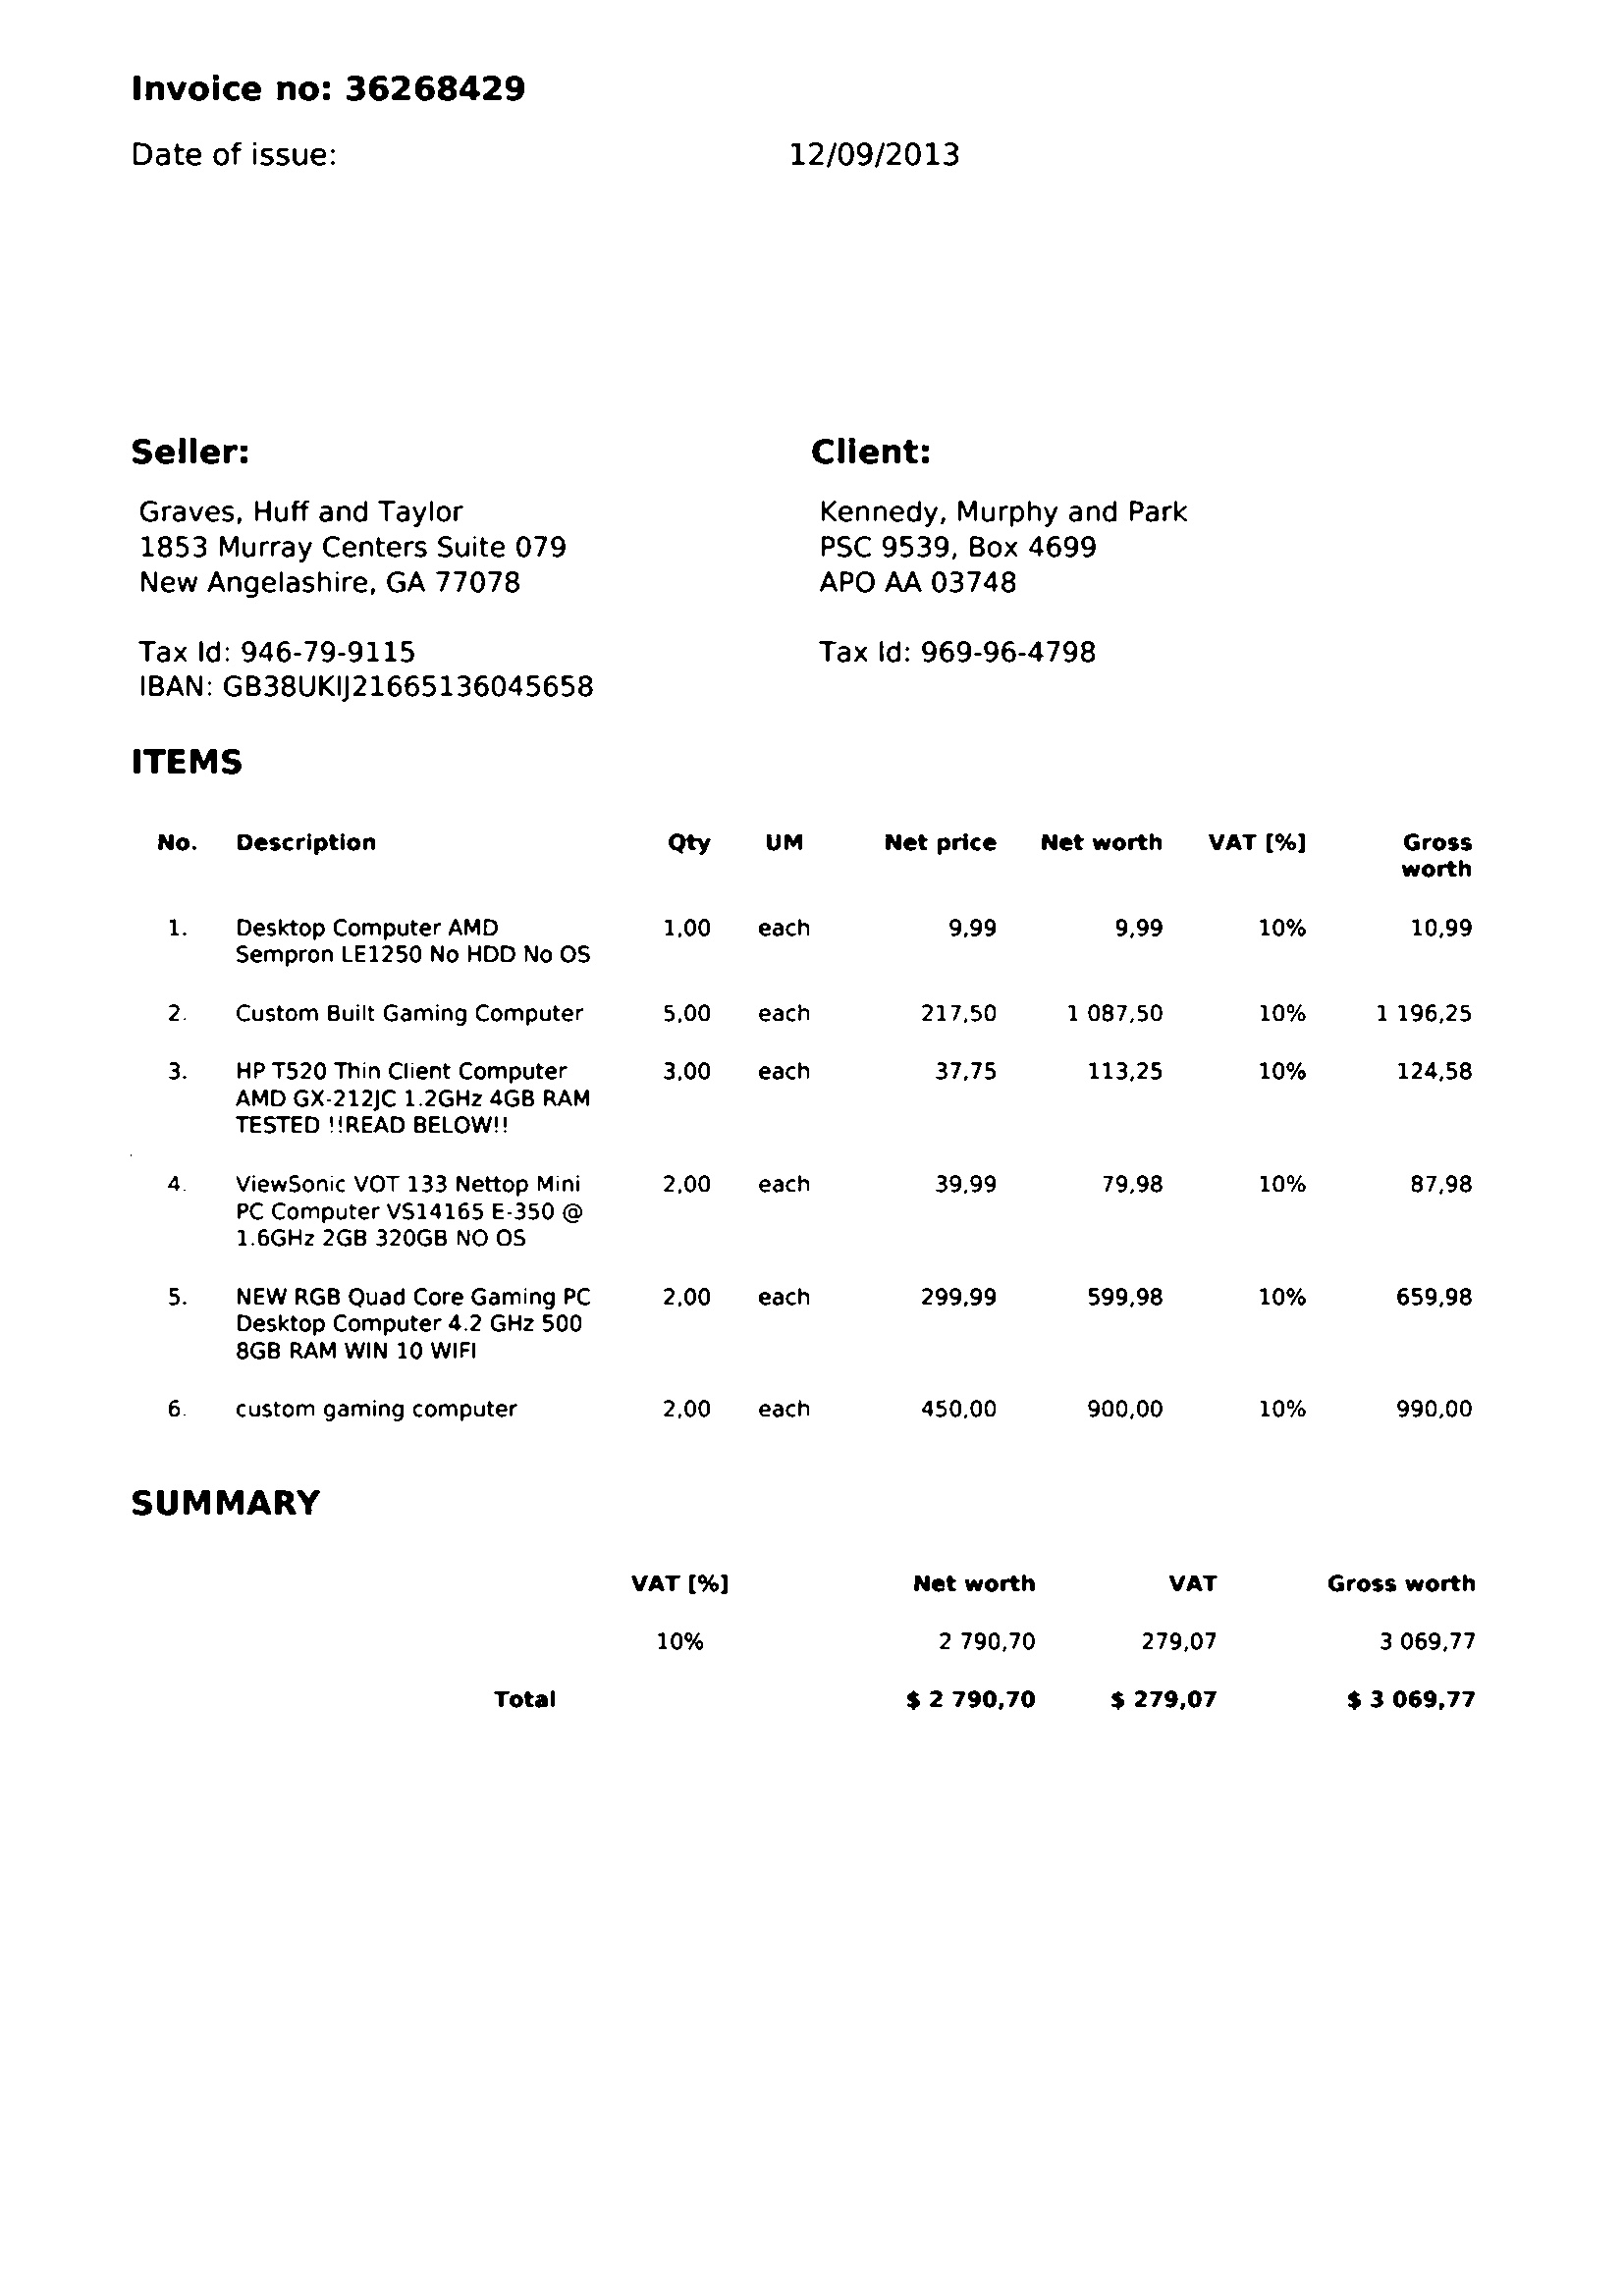 Invoice no: 36268429
Date of issue: 12/09/2013
Seller: Client:
Graves, Huff and Taylor Kennedy, Murphy and Park
1853 Murray Centers Suite 079 PSC 9539, Box 4699
New Angelashire, GA 77078 APO AA 03748
Tax Id: 946-79-9115 Tax Id: 969-96-4798
IBAN: GB38UKIJ21665136045658
ITEMS
No. Description Qty UM Net price Net worth VAT [%] Gross
worth
1. Desktop Computer AMD 1,00 each 9,99 9,99 10% 10,99
Sempron LE1250 No HDD No OS
2. Custom Built Gaming Computer 5,00 each 217,50 1 087,50 10% 1 196,25
3. HP T520 Thin Client Computer 3,00 each 37,75 113,25 10% 124,58
AMD GX-212JC 1.2GHz 4GB RAM
TESTED !!READ BELOW!!
4. ViewSonic VOT 133 Nettop Mini 2,00 each 39,99 79,98 10% 87,98
PC Computer VS14165 E-350 @
1.6GHz 2GB 320GB NO OS
5. NEW RGB Quad Core Gaming PC 2,00 each 299,99 599,98 10% 659,98
Desktop Computer 4.2 GHz 500
8GB RAM WIN 10 WIFI
6. custom gaming computer 2,00 each 450,00 900,00 10% 990,00
SUMMARY
VAT [%] Net worth VAT Gross worth
10% 2 790,70 279,07 3 069,77
Total $ 2 790,70 $ 279,07 $ 3 069,77